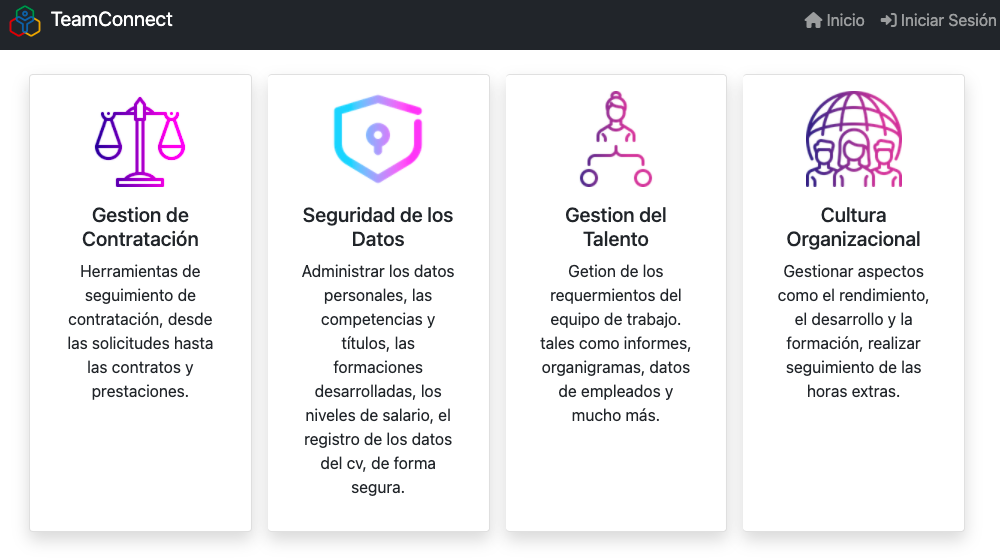 TeamConnect
Inicio
Iniciar Sesión
Gestion de
Contratación
Herramientas de
seguimiento de
contratación, desde
las solicitudes hasta
las contratos y
prestaciones.
Seguridad de los
Datos
Administrar los datos
personales, las
competencias y
títulos, las
formaciones
desarrolladas, los
niveles de salario, el
registro de los datos
del cv, de forma
segura.
Gestion del
Talento
Getion de los
requermientos del
equipo de trabajo.
tales como informes,
organigramas, datos
de empleados y
mucho más.
Cultura
Organizacional
Gestionar aspectos
como el rendimiento,
el desarrollo y la
formación, realizar
seguimiento de las
horas extras.